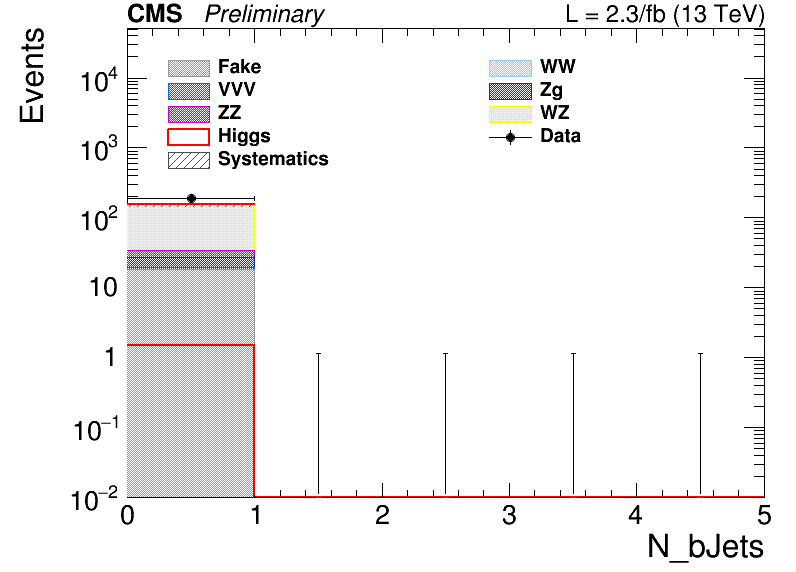 CMS Preliminary L = 2.3/fb (13 TeV)
Events
Fake WW
VVV Zg
ZZ WZ
Higgs Data
Systematics
10^4
10^3
10^2
10
1
10^−1
10^−2
0 1 2 3 4 5
N_bJets